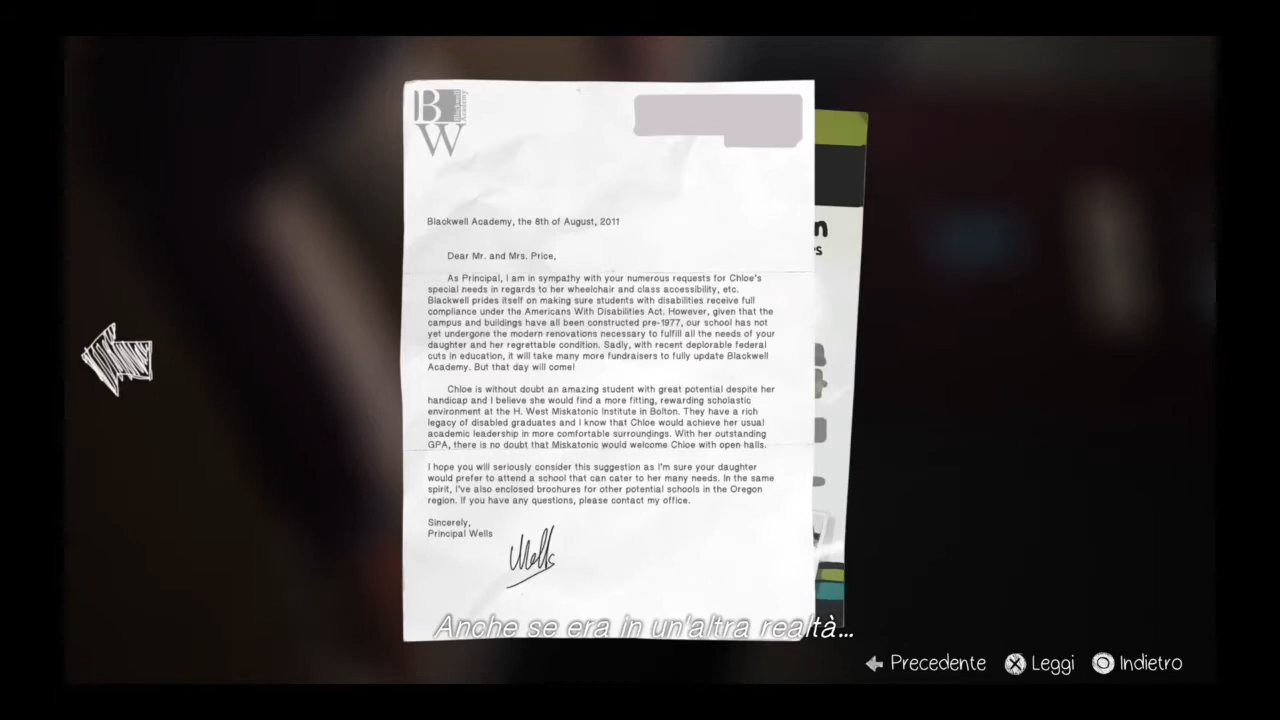 BW Blackwell Academy
Blackwell Academy, the 8th of August, 2011
Dear Mr. and Mrs. Price,
As Principal, I am in sympathy with your numerous requests for Chloe's
special needs in regards to her wheelchair and class accessibility, etc.
Blackwell prides itself on making sure students with disabilities receive full
compliance under the Americans With Disabilities Act. However, given that the
campus and buildings have all been constructed pre-1977, our school has not
yet undergone the modern renovations necessary to fulfill all the needs of your
daughter and her regrettable condition. Sadly, with recent deplorable federal
cuts in education, it will take many more fundraisers to fully update Blackwell
Academy. But that day will come!
Chloe is without doubt an amazing student with great potential despite her
handicap and I believe she would find a more fitting, rewarding scholastic
environment at the H. West Miskatonic Institute in Bolton. They have a rich
legacy of disabled graduates and I know that Chloe would achieve her usual
academic leadership in more comfortable surroundings. With her outstanding
GPA, there is no doubt that Miskatonic would welcome Chloe with open halls.
I hope you will seriously consider this suggestion as I'm sure your daughter
would prefer to attend a school that can cater to her many needs. In the same
spirit, I've also enclosed brochures for other potential schools in the Oregon
region. If you have any questions, please contact my office.
Sincerely,
Principal Wells
Wells
n
s
Anche se era in un'altra realtà...
Precedente Leggi Indietro